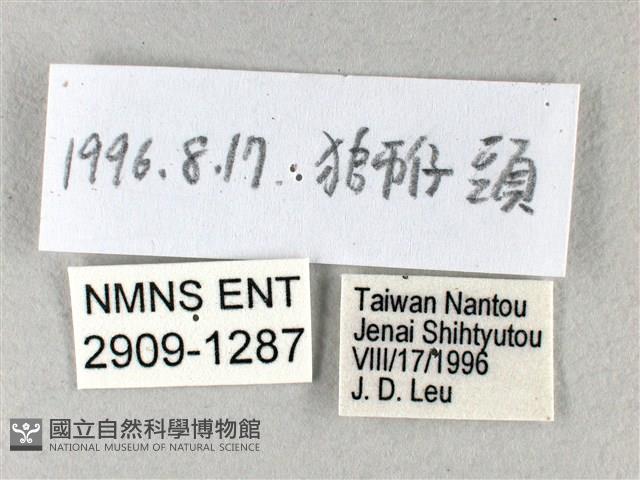 1996.8.17. 獅仔頭
NMNS ENT
2909-1287
Taiwan Nantou
Jenai Shihtyutou
VIII/17/1996
J. D. Leu
國立自然科學博物館
NATIONAL MUSEUM OF NATURAL SCIENCE